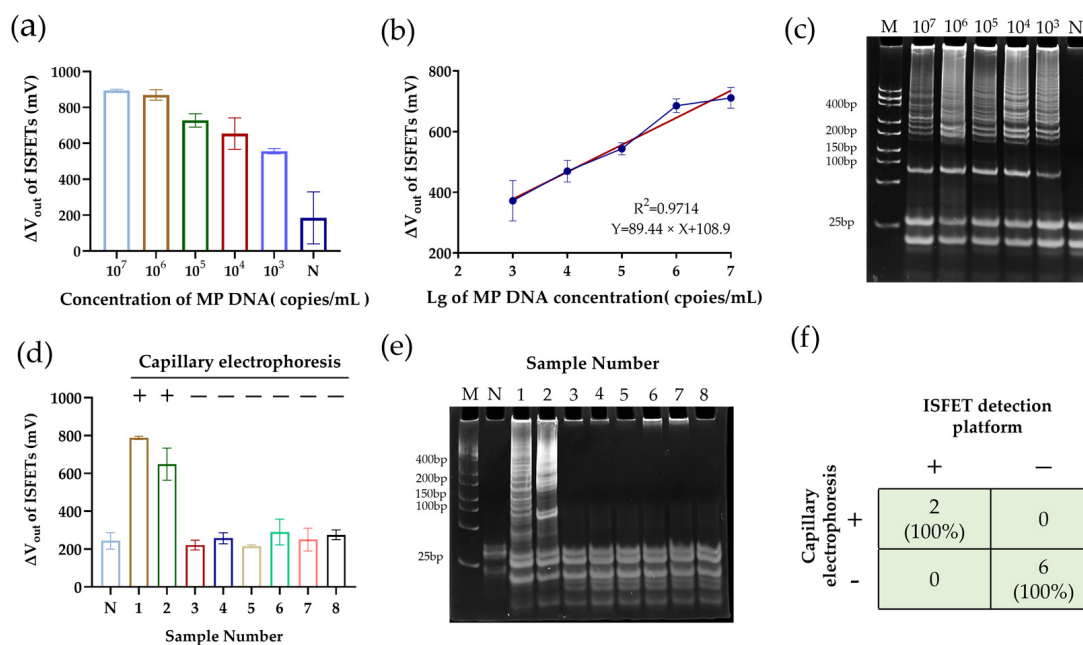 (a)
ΔVout of ISFETs (mV)
1000
800
600
400
200
0
10⁷ 10⁶ 10⁵ 10⁴ 10³ N
Concentration of MP DNA( copies/mL )
(b)
ΔVout of ISFETs (mV)
800
600
400
200
R²=0.9714
Y=89.44 × X+108.9
2 3 4 5 6 7
Lg of MP DNA concentration( cpoies/mL)
(c)
M 10⁷ 10⁶ 10⁵ 10⁴ 10³ N
400bp
200bp
150bp
100bp
25bp
(d)
Capillary electrophoresis
+ + — — — — — —
ΔVout of ISFETs (mV)
1000
800
600
400
200
0
N 1 2 3 4 5 6 7 8
Sample Number
(e)
Sample Number
M N 1 2 3 4 5 6 7 8
400bp
200bp
150bp
100bp
25bp
(f)
ISFET detection
platform
+ —
Capillary
electrophoresis
+
2
(100%)
0
-
0
6
(100%)